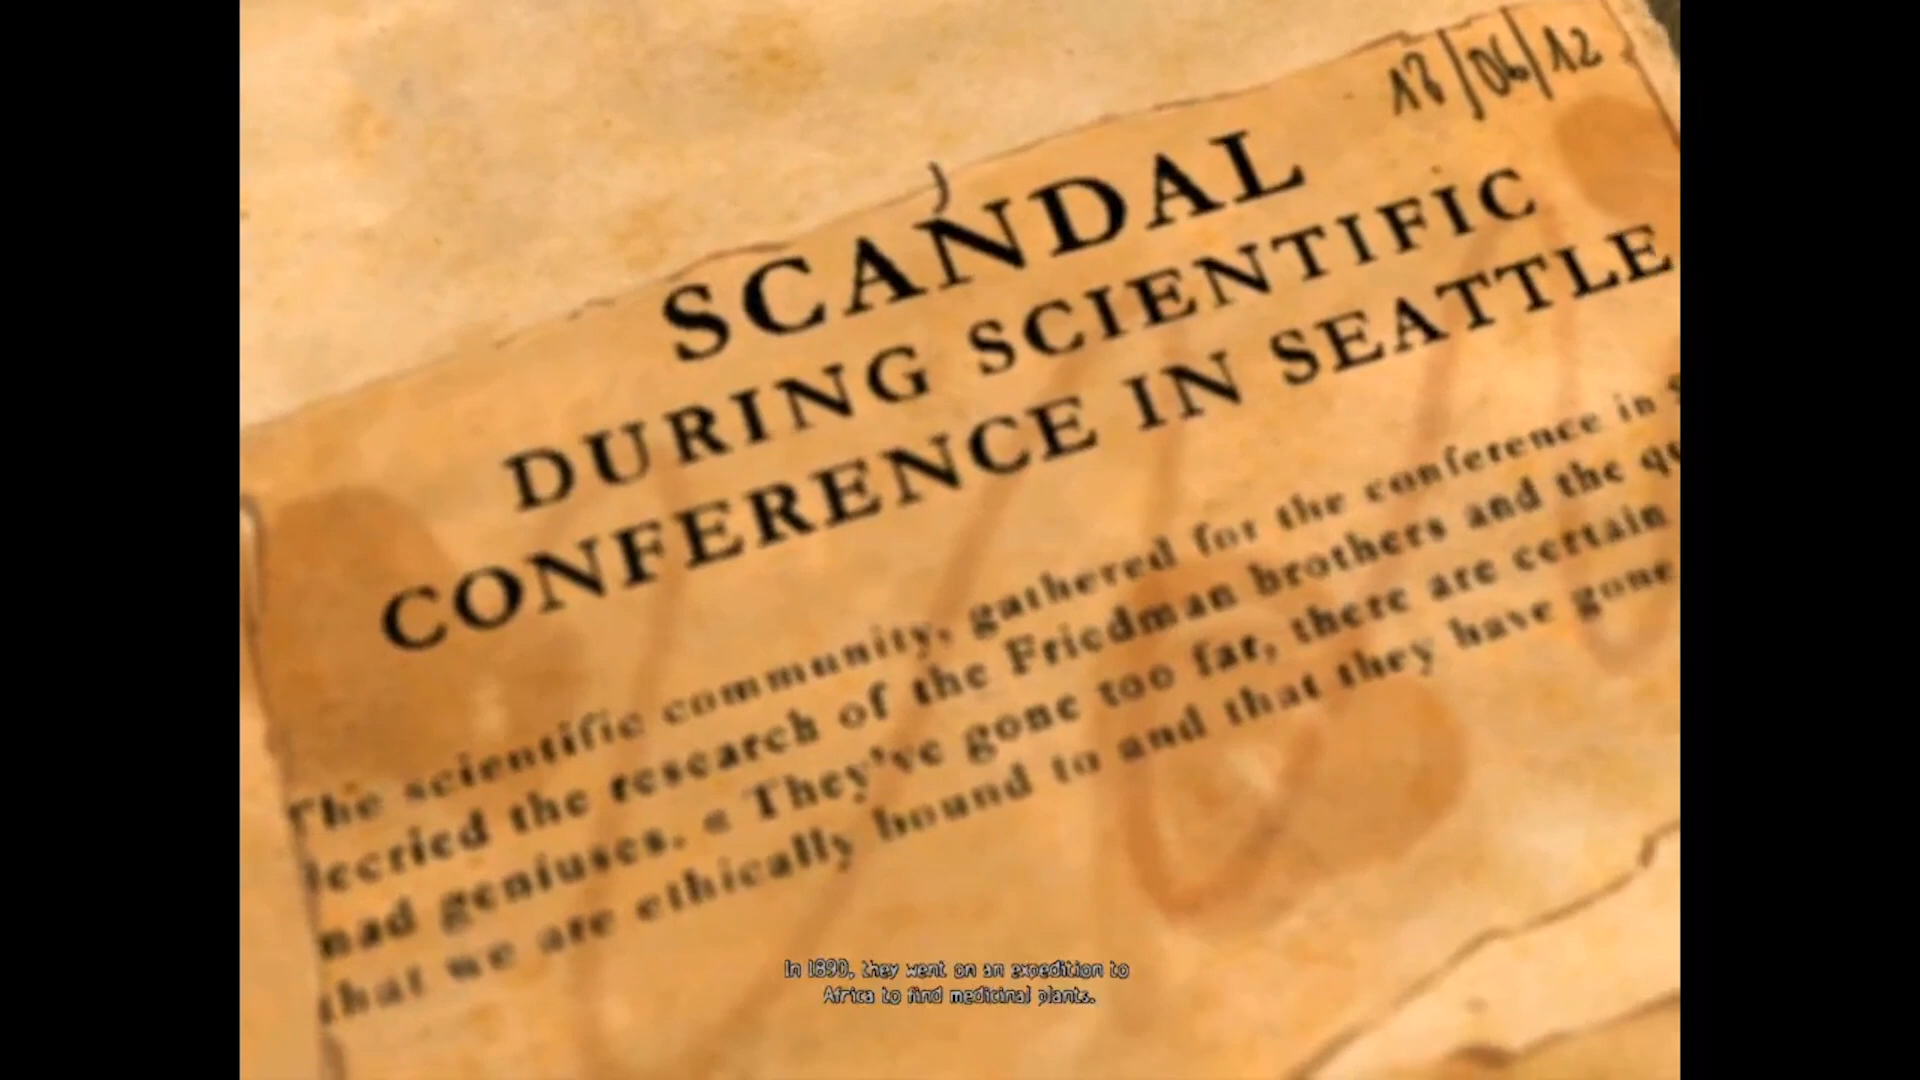 18/06/12
SCANDAL
DURING SCIENTIFIC
CONFERENCE IN SEATTLE
The scientific community, gathered for the conference in S
decried the research of the Friedman brothers and the qu
mad geniuses. « They've gone too far, there are certain
that we are ethically bound to and that they have gone
In 1890, they went on an expedition to
Africa to find medicinal plants.